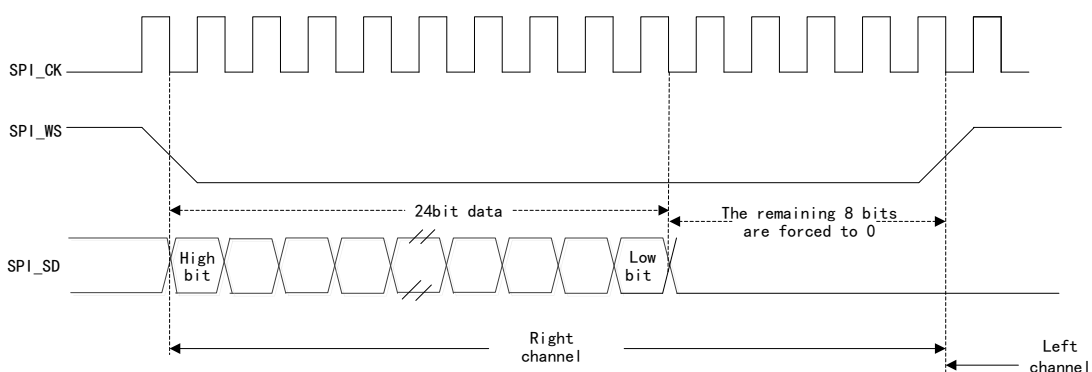 SPI_CK
SPI_WS
24bit data
The remaining 8 bits
are forced to 0
SPI_SD
High
bit
Low
bit
Right
channel
Left
channel